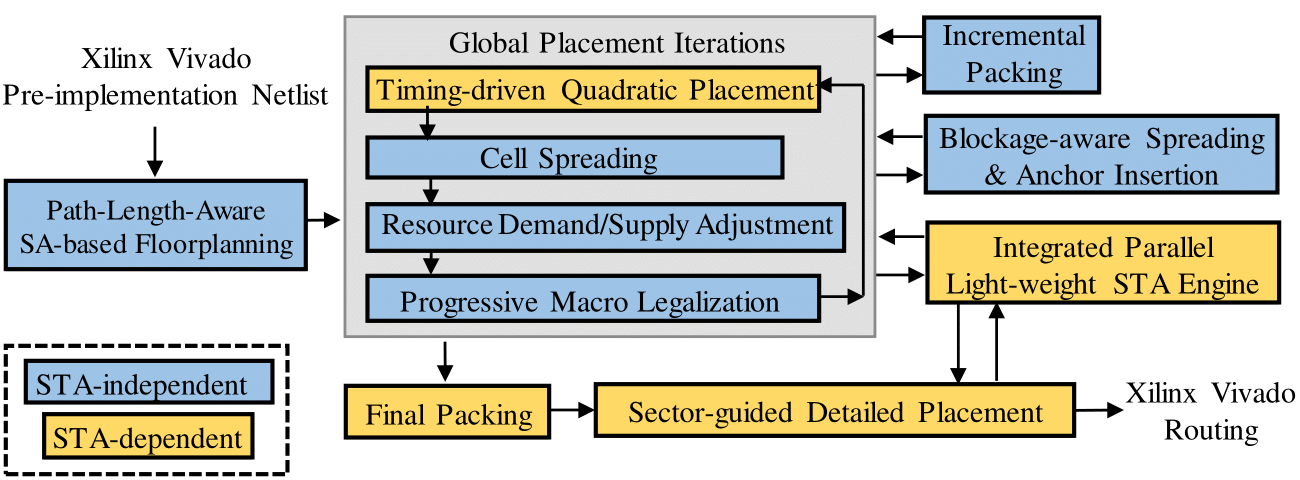 Xilinx Vivado
Pre-implementation Netlist
Path-Length-Aware
SA-based Floorplanning
Global Placement Iterations
Timing-driven Quadratic Placement
Cell Spreading
Resource Demand/Supply Adjustment
Progressive Macro Legalization
Incremental
Packing
Blockage-aware Spreading
& Anchor Insertion
Integrated Parallel
Light-weight STA Engine
STA-independent
STA-dependent
Final Packing
Sector-guided Detailed Placement
Xilinx Vivado
Routing